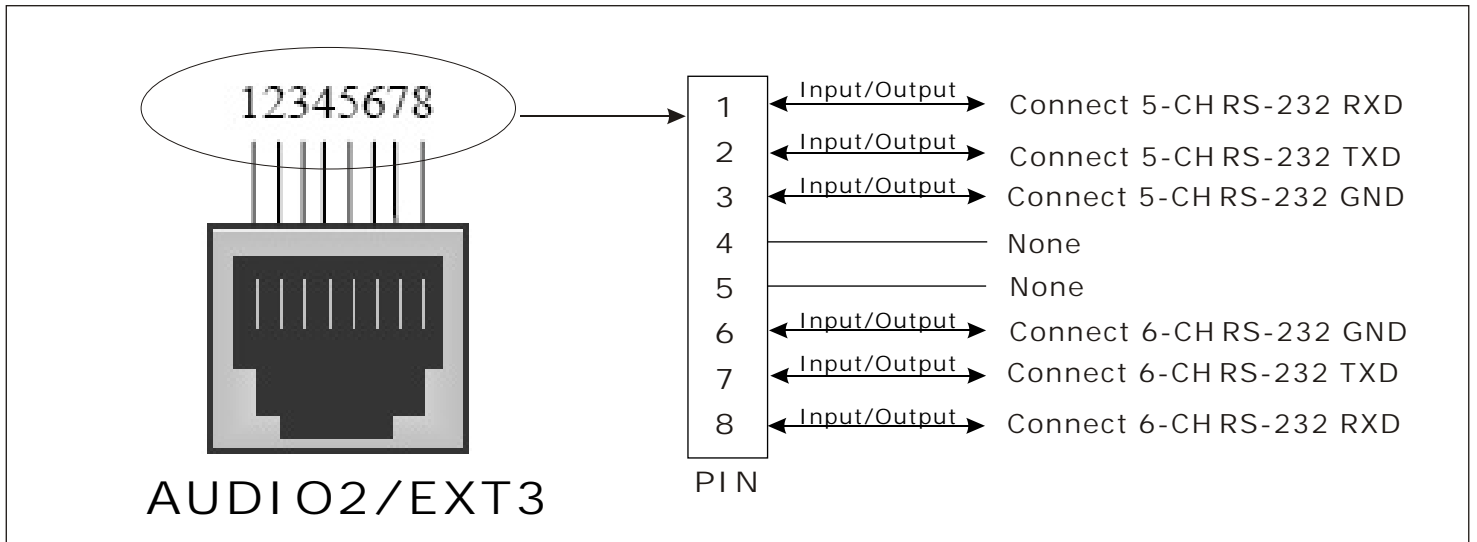 12345678
1 Input/Output Connect 5-CH RS-232 RXD
2 Input/Output Connect 5-CH RS-232 TXD
3 Input/Output Connect 5-CH RS-232 GND
4 None
5 None
6 Input/Output Connect 6-CH RS-232 GND
7 Input/Output Connect 6-CH RS-232 TXD
8 Input/Output Connect 6-CH RS-232 RXD
PIN
AUDIO2/EXT3